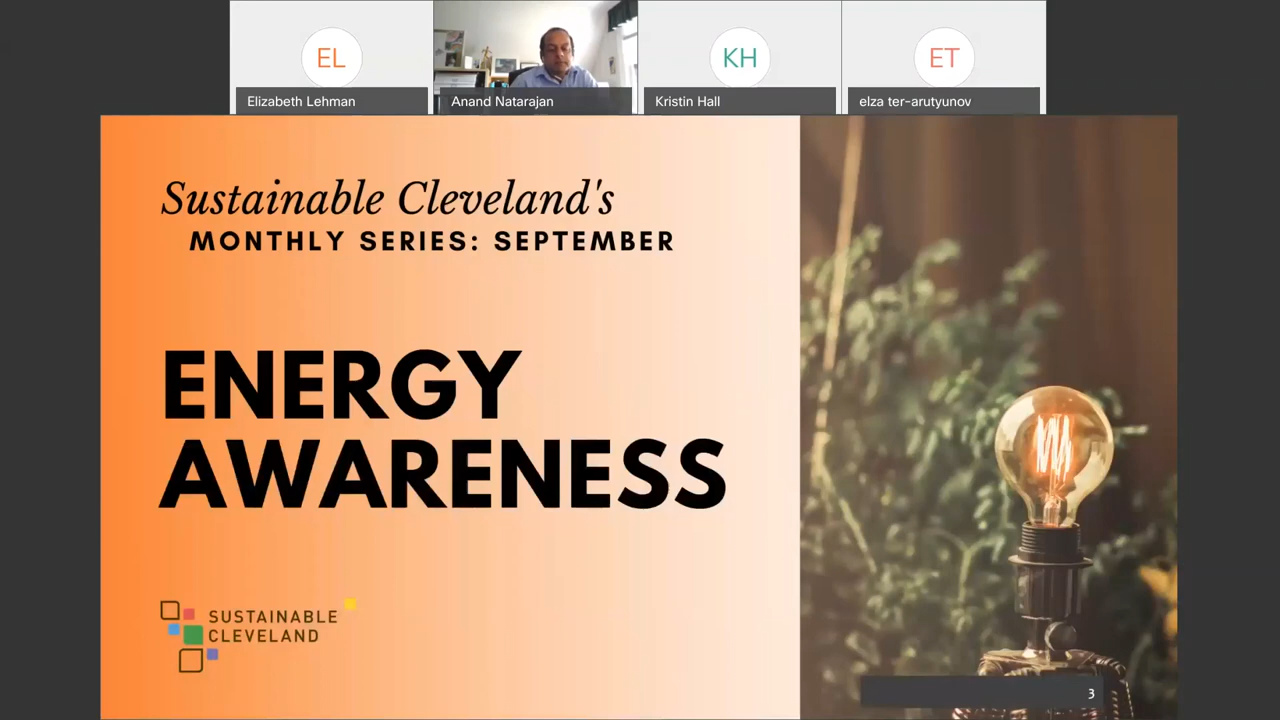 EL
KH
ET
Elizabeth Lehman
Anand Natarajan
Kristin Hall
elza ter-arutyunov
Sustainable Cleveland's
MONTHLY SERIES: SEPTEMBER
ENERGY
AWARENESS
SUSTAINABLE
CLEVELAND
3